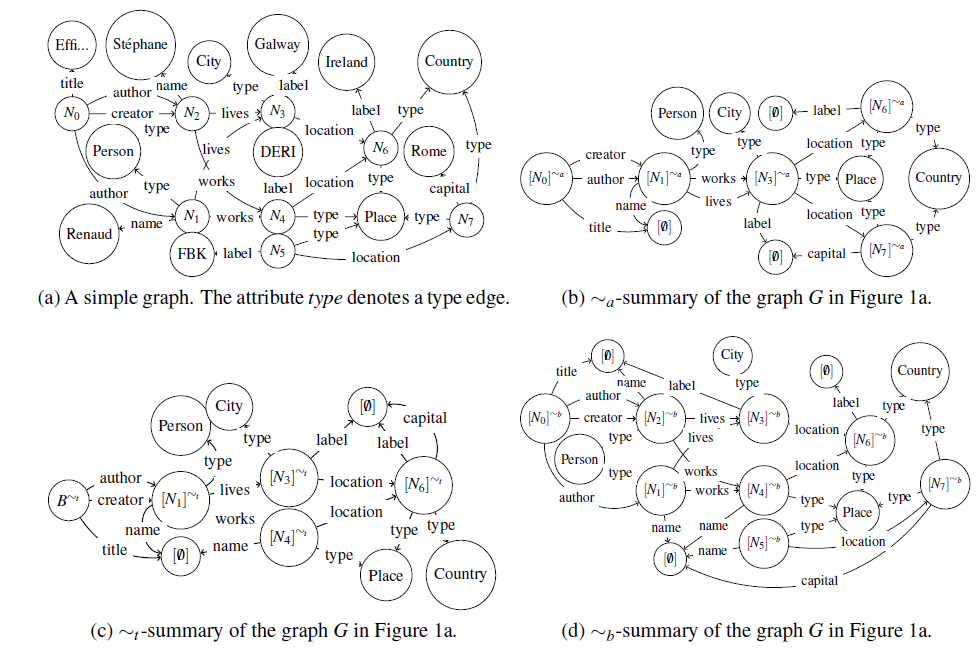 Effi...
Stéphane
City
Galway
Ireland
Country
title
author
name
type
label
label
type
N0
creator
N2
lives
N3
location
type
Person
lives
DERI
N6
Rome
type
author
type
works
label
location
type
capital
Renaud
name
N1
works
N4
type
Place
type
N7
FBK
label
N5
type
location
(a) A simple graph. The attribute type denotes a type edge.
Person
City
[∅]
label
[N6]~a
creator
type
type
location
type
type
[N0]~a
author
[N1]~a
works
[N3]~a
type
Place
Country
name
lives
location
type
type
title
[∅]
label
[∅]
capital
[N7]~a
(b) ~a-summary of the graph G in Figure 1a.
City
[∅]
capital
Person
type
label
label
type
author
[N3]~t
location
[N6]~t
B~t
creator
[N1]~t
lives
name
works
location
title
[∅]
name
[N4]~t
type
type
type
Place
Country
(c) ~t-summary of the graph G in Figure 1a.
[∅]
City
[∅]
Country
title
name
label
type
author
label
type
[N0]~b
creator
[N2]~b
lives
[N3]~b
location
[N6]~b
type
type
lives
Person
type
works
location
type
author
[N1]~b
works
[N4]~b
type
Place
type
[N7]~b
name
name
type
location
[∅]
name
[N5]~b
capital
(d) ~b-summary of the graph G in Figure 1a.